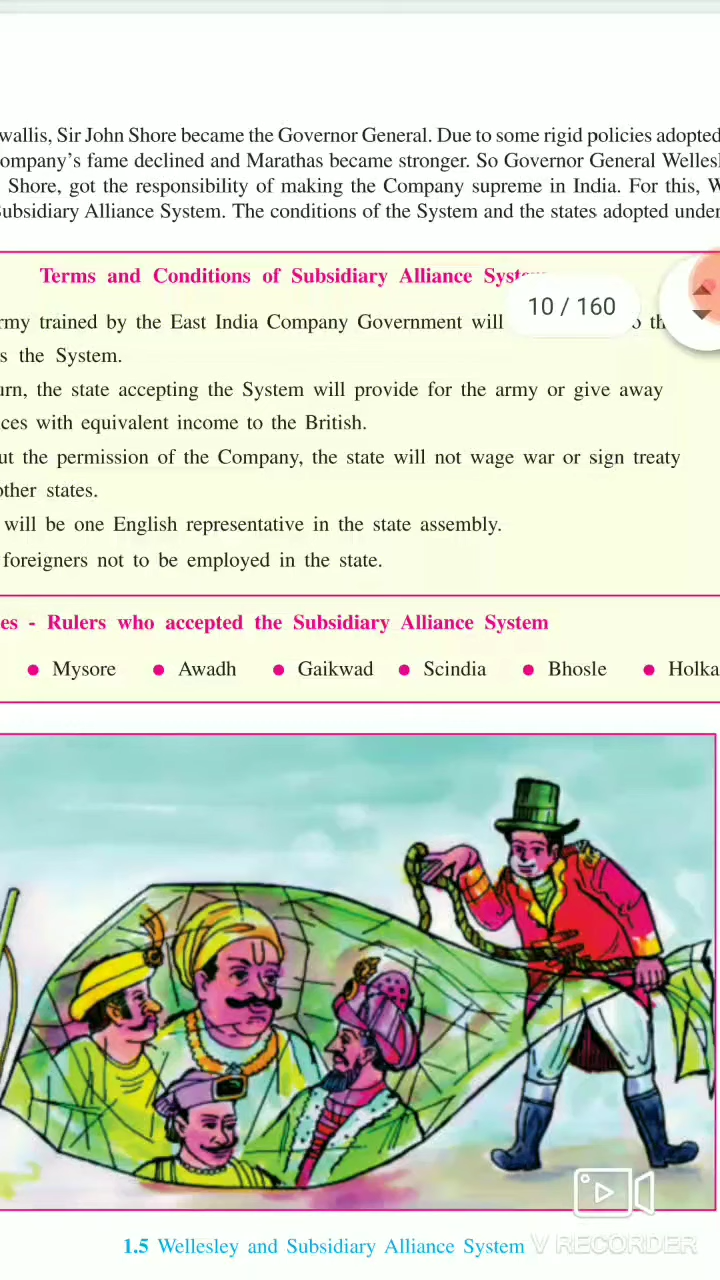 wallis, Sir John Shore became the Governor General. Due to some rigid policies adopted
ompany's fame declined and Marathas became stronger. So Governor General Welles
Shore, got the responsibility of making the Company supreme in India. For this, W
ubsidiary Alliance System. The conditions of the System and the states adopted under
Terms and Conditions of Subsidiary Alliance
10 / 160
rmy trained by the East India Company Government will
s the System.
urn, the state accepting the System will provide for the army or give away
ces with equivalent income to the British.
ut the permission of the Company, the state will not wage war or sign treaty
other states.
will be one English representative in the state assembly.
foreigners not to be employed in the state.
es - Rulers who accepted the Subsidiary Alliance System
• Mysore • Awadh • Gaikwad • Scindia • Bhosle • Holka
1.5 Wellesley and Subsidiary Alliance System
V RECORDER